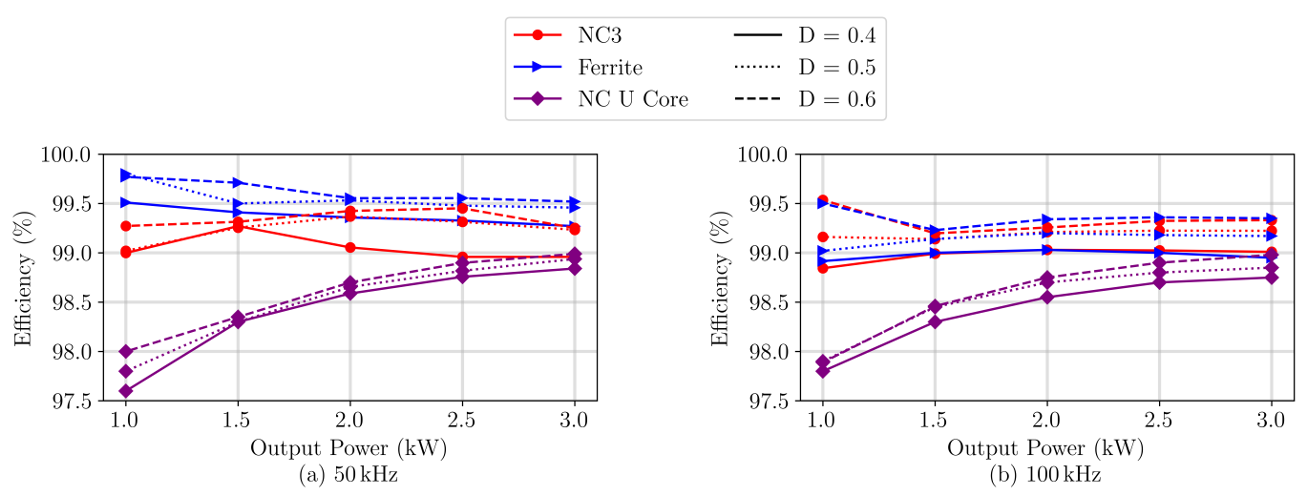 NC3
Ferrite
NC U Core
D = 0.4
D = 0.5
D = 0.6
Efficiency (%)
100.0
99.5
99.0
98.5
98.0
97.5
1.0 1.5 2.0 2.5 3.0
Output Power (kW)
(a) 50 kHz
Efficiency (%)
100.0
99.5
99.0
98.5
98.0
97.5
1.0 1.5 2.0 2.5 3.0
Output Power (kW)
(b) 100 kHz